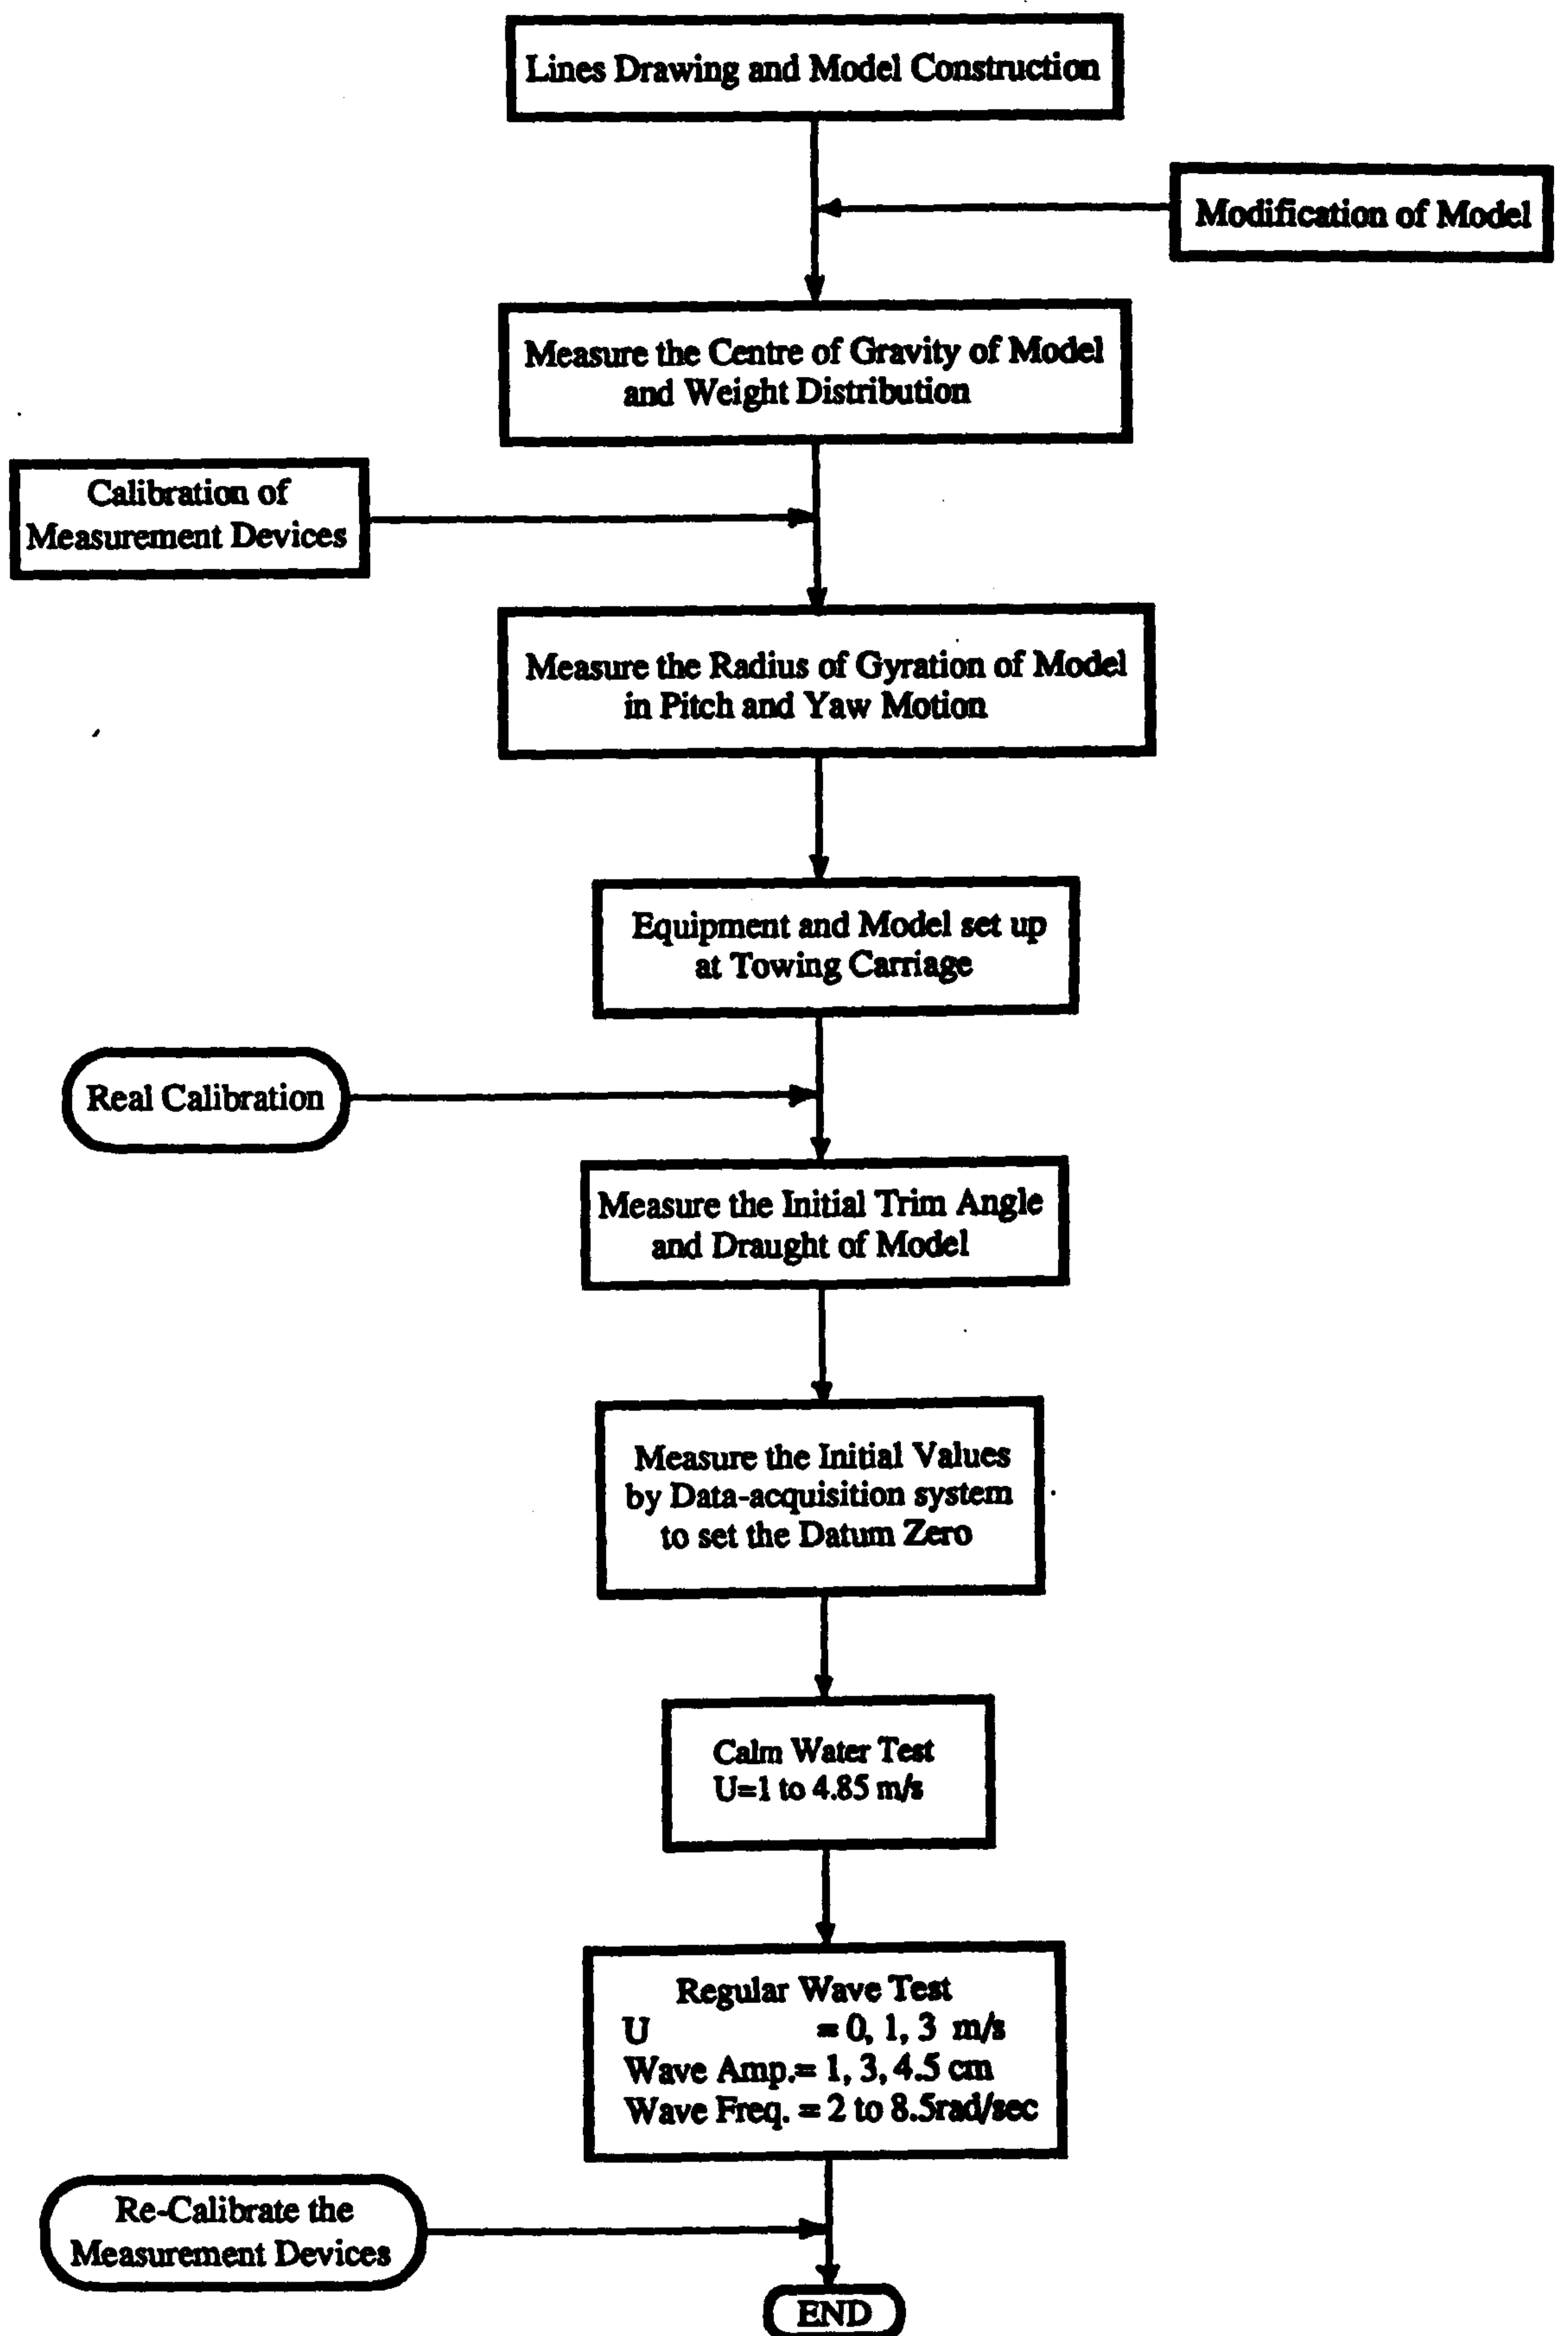 Lines Drawing and Model Construction
Modification of Model
Measure the Centre of Gravity of Model
and Weight Distribution
Calibration of
Measurement Devices
Measure the Radius of Gyration of Model
in Pitch and Yaw Motion
Equipment and Model set up
at Towing Carriage
Real Calibration
Measure the Initial Trim Angle
and Draught of Model
Measure the Initial Values
by Data-acquisition system
to set the Datum Zero
Calm Water Test
U=1 to 4.85 m/s
Regular Wave Test
U = 0, 1, 3 m/s
Wave Amp.= 1, 3, 4.5 cm
Wave Freq. = 2 to 8.5rad/sec
Re-Calibrate the
Measurement Devices
END